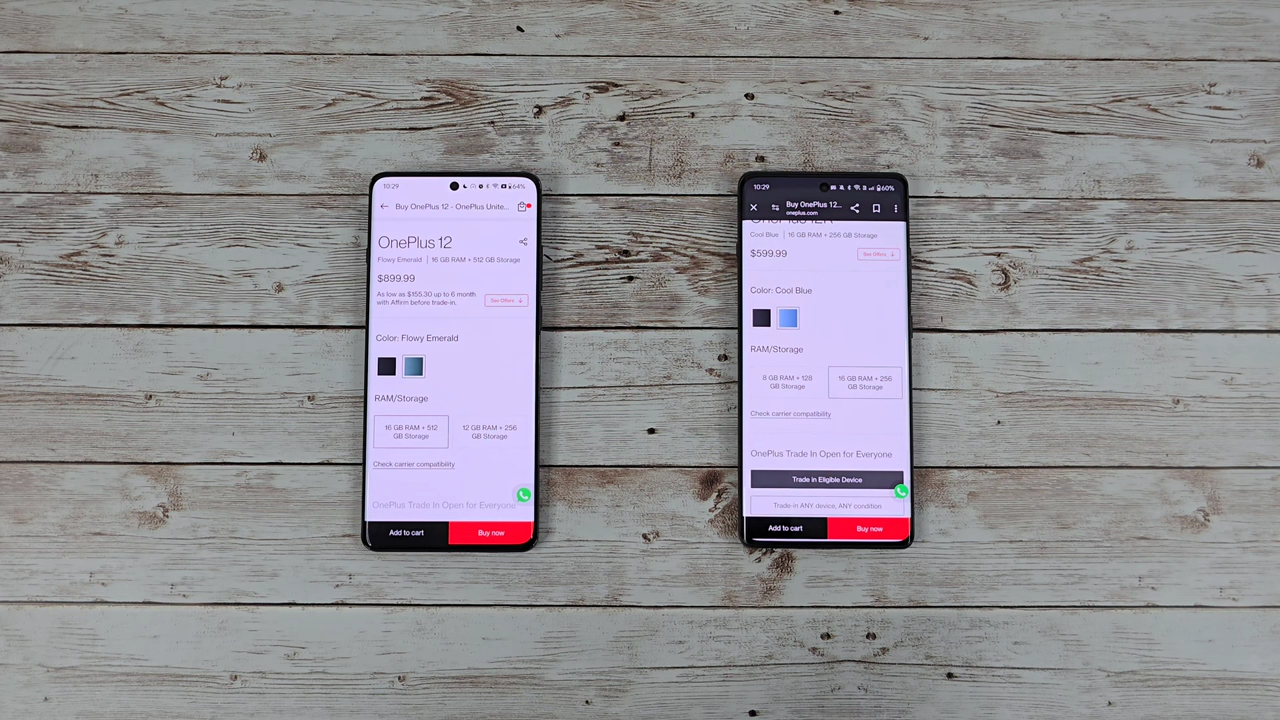 10:29
64%
Buy OnePlus 12 - OnePlus Unite...
OnePlus 12
Flowy Emerald | 16 GB RAM + 512 GB Storage
$899.99
As low as $155.30 up to 6 month
with Affirm before trade-in.
See Offers ↓
Color: Flowy Emerald
RAM/Storage
16 GB RAM + 512
GB Storage
12 GB RAM + 256
GB Storage
Check carrier compatibility
OnePlus Trade In Open for Everyone
Add to cart
Buy now
10:29
60%
Buy OnePlus 12...
oneplus.com
OnePlus 12R
Cool Blue | 16 GB RAM + 256 GB Storage
$599.99
See Offers ↓
Color: Cool Blue
RAM/Storage
8 GB RAM + 128
GB Storage
16 GB RAM + 256
GB Storage
Check carrier compatibility
OnePlus Trade In Open for Everyone
Trade in Eligible Device
Trade in ANY device, ANY condition
Add to cart
Buy now